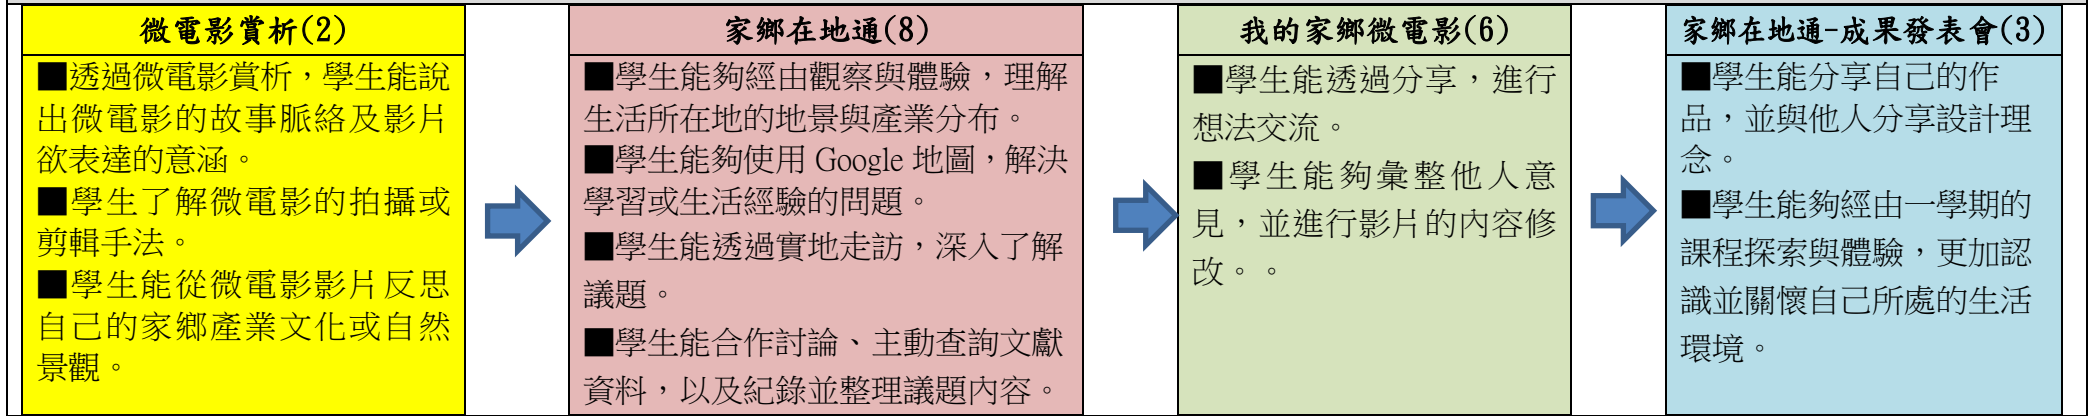 微電影賞析(2)
■透過微電影賞析，學生能說
出微電影的故事脈絡及影片
欲表達的意涵。
■學生了解微電影的拍攝或
剪輯手法。
■學生能從微電影影片反思
自己的家鄉產業文化或自然
景觀。
家鄉在地通(8)
■學生能夠經由觀察與體驗，理解
生活所在地的地景與產業分布。
■學生能夠使用 Google 地圖，解決
學習或生活經驗的問題。
■學生能透過實地走訪，深入了解
議題。
■學生能合作討論、主動查詢文獻
資料，以及紀錄並整理議題內容。
我的家鄉微電影(6)
■學生能透過分享，進行
想法交流。
■學生能夠彙整他人意
見，並進行影片的內容修
改。。
家鄉在地通-成果發表會(3)
■學生能分享自己的作
品，並與他人分享設計理
念。
■學生能夠經由一學期的
課程探索與體驗，更加認
識並關懷自己所處的生活
環境。